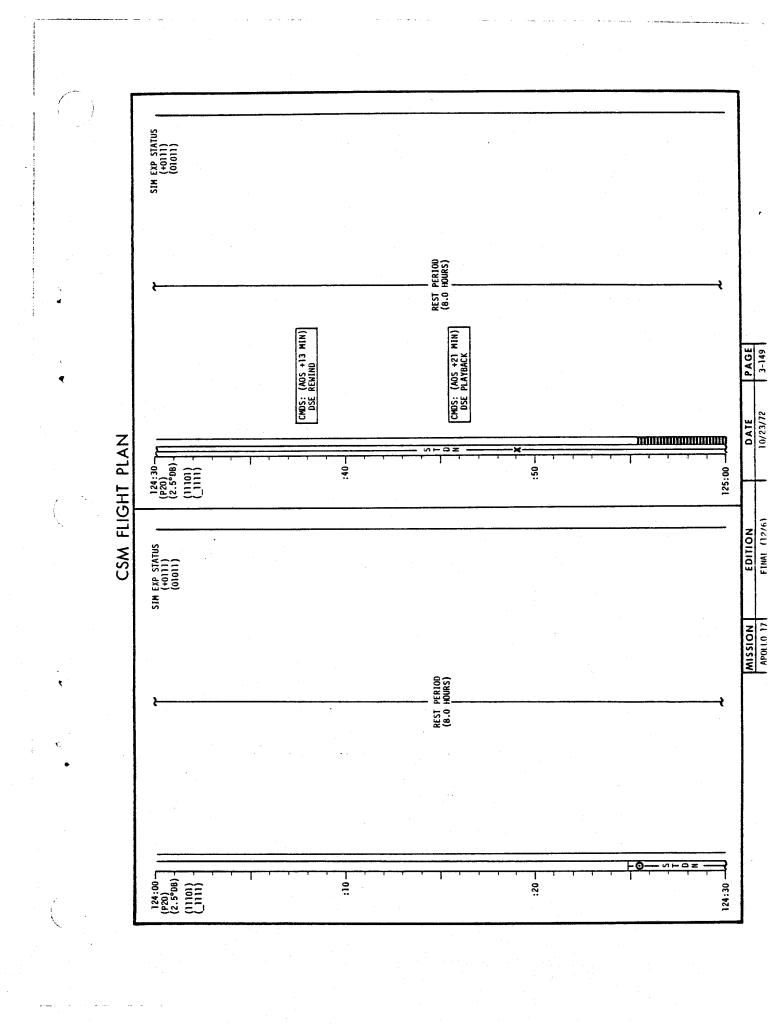 CSM FLIGHT PLAN
124:00
(P20)
(2.5°DB)
(11101)
(_1111)
:10
:20
124:30
T
STDN
REST PERIOD
(8.0 HOURS)
SIM EXP STATUS
(+0111)
(01011)
124:30
(P20)
(2.5°DB)
(11101)
(_1111)
:40
:50
125:00
STDN
CMDS: (AOS +13 MIN)
DSE REWIND
CMDS: (AOS +21 MIN)
DSE PLAYBACK
REST PERIOD
(8.0 HOURS)
SIM EXP STATUS
(+0111)
(01011)
MISSION EDITION DATE PAGE
APOLLO 17 FINAL (12/6) 10/23/72 3-149